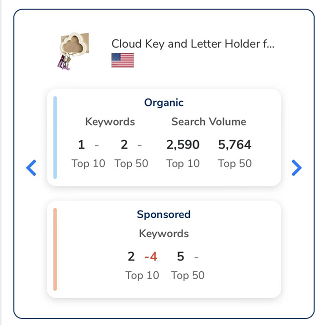 Cloud Key and Letter Holder f...
Organic
Keywords Search Volume
1 - 2 - 2,590 5,764
Top 10 Top 50 Top 10 Top 50
Sponsored
Keywords
2 -4 5 -
Top 10 Top 50